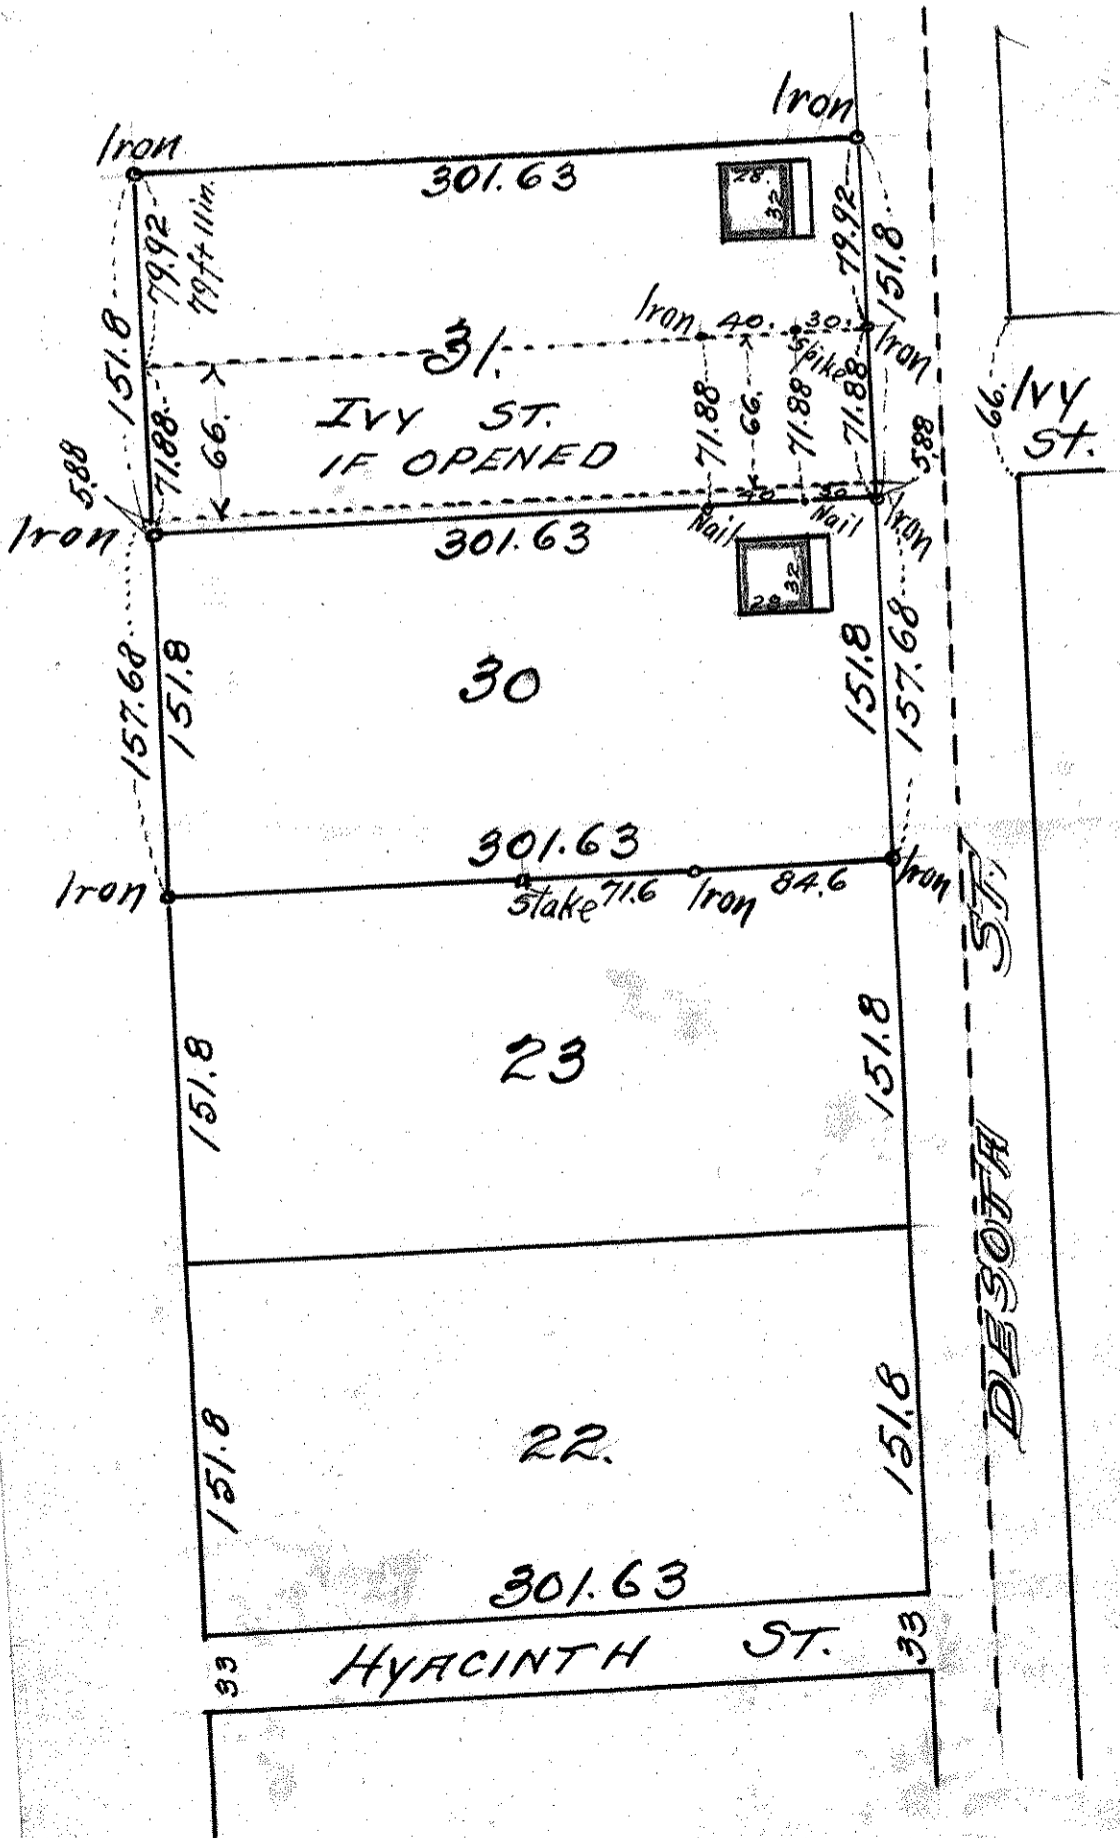 Iron
Iron
301.63
28.
32.
79.92
79ft 11in.
79.92
151.8
151.8
Iron
40.
30.
Iron
Spike
31.
Ivy
St.
66.
IVY ST.
IF OPENED
66.
71.88
71.88
66.
71.88
71.88
5.88
5.88
40
30
Iron
301.63
Nail
Nail
Iron
32
28
157.68
151.8
30
151.8
157.68
301.63
Iron
Stake
71.6
Iron
84.6
Iron
151.8
23
151.8
DESOTA ST.
151.8
22.
151.8
301.63
33
HYACINTH ST.
33